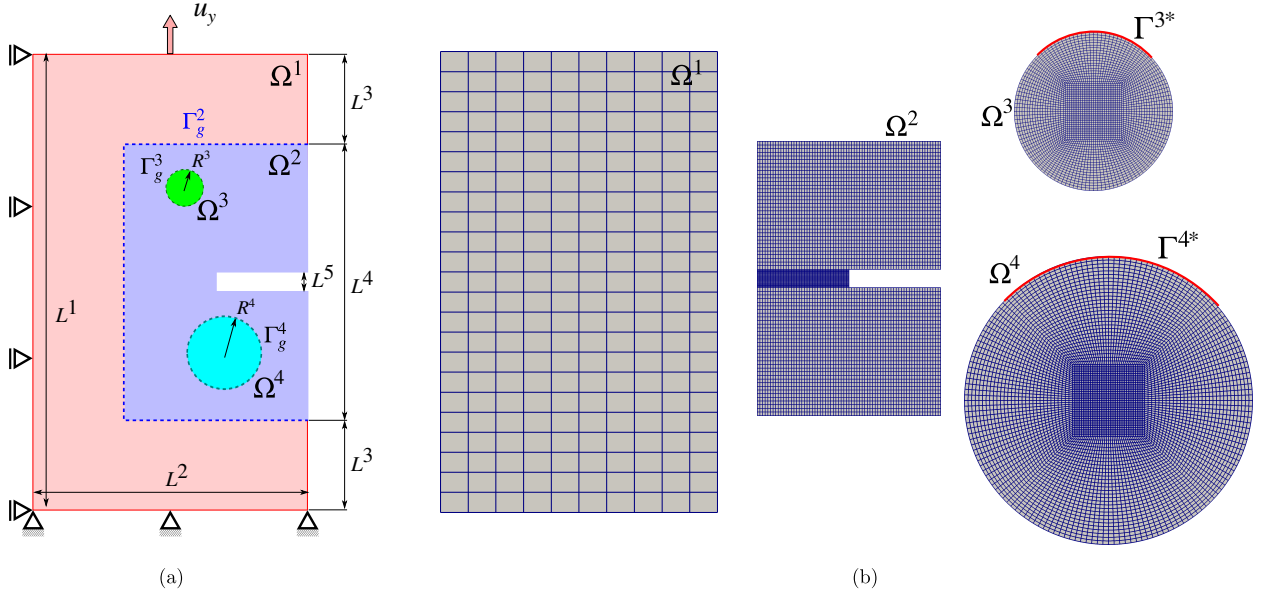 u_y
Ω^1
L^3
Γ_g^2
Ω^2
Γ_g^3
R^3
Ω^3
L^5
L^4
L^1
R^4
Γ_g^4
Ω^4
L^3
L^2
(a)
Ω^1
Ω^2
Γ^{3*}
Ω^3
Γ^{4*}
Ω^4
(b)